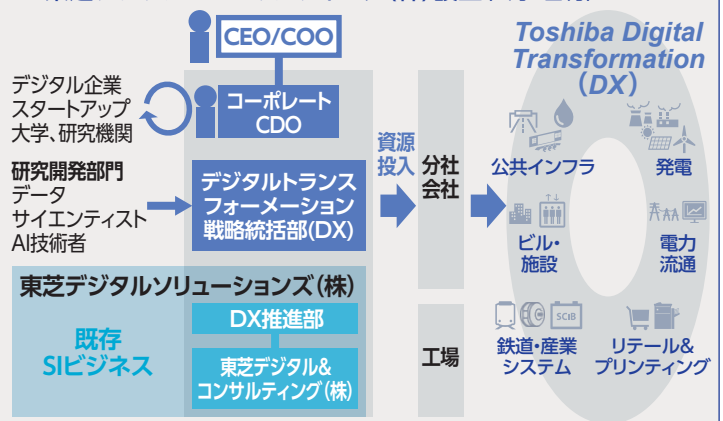 CEO/COO
Toshiba Digital
Transformation
（DX）
デジタル企業
スタートアップ
大学、研究機関
コーポレート
CDO
研究開発部門
データ
サイエンティスト
AI技術者
デジタルトランス
フォーメーション
戦略統括部(DX)
資源
投入
分社
会社
公共インフラ
発電
ビル・
施設
電力
流通
東芝デジタルソリューションズ（株）
既存
SIビジネス
DX推進部
東芝デジタル&
コンサルティング（株）
工場
SCiB
鉄道・産業
システム
リテール&
プリンティング